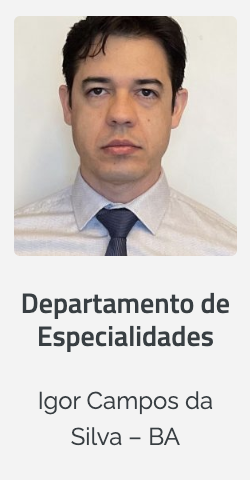 Departamento de
Especialidades
Igor Campos da
Silva – BA